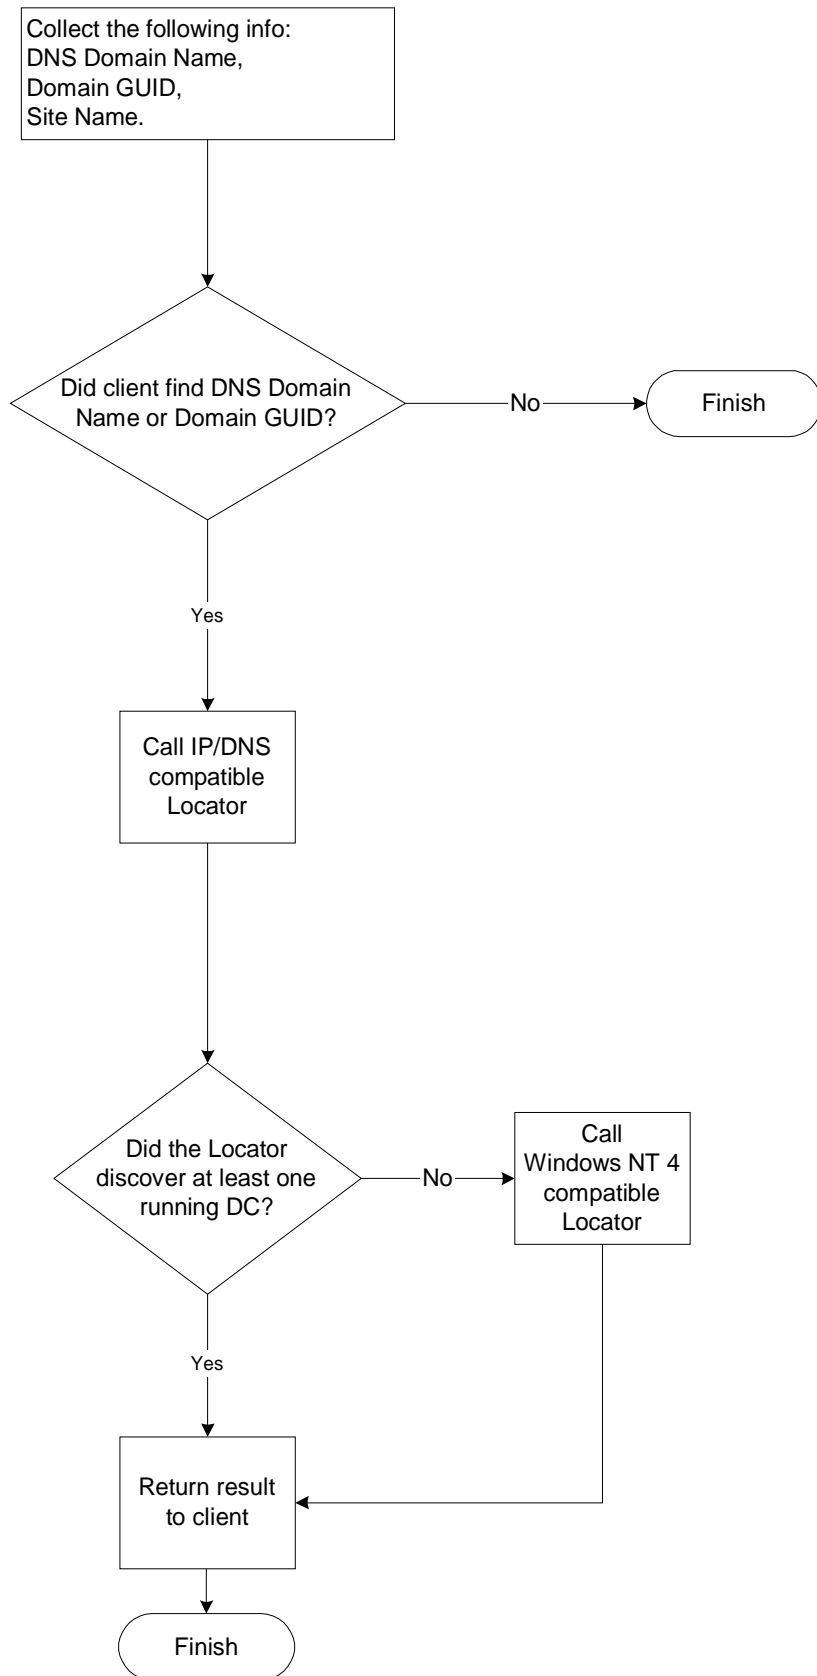 Collect the following info:
DNS Domain Name,
Domain GUID,
Site Name.
Did client find DNS Domain
Name or Domain GUID?
No
Finish
Yes
Call IP/DNS
compatible
Locator
Did the Locator
discover at least one
running DC?
No
Call
Windows NT 4
compatible
Locator
Yes
Return result
to client
Finish